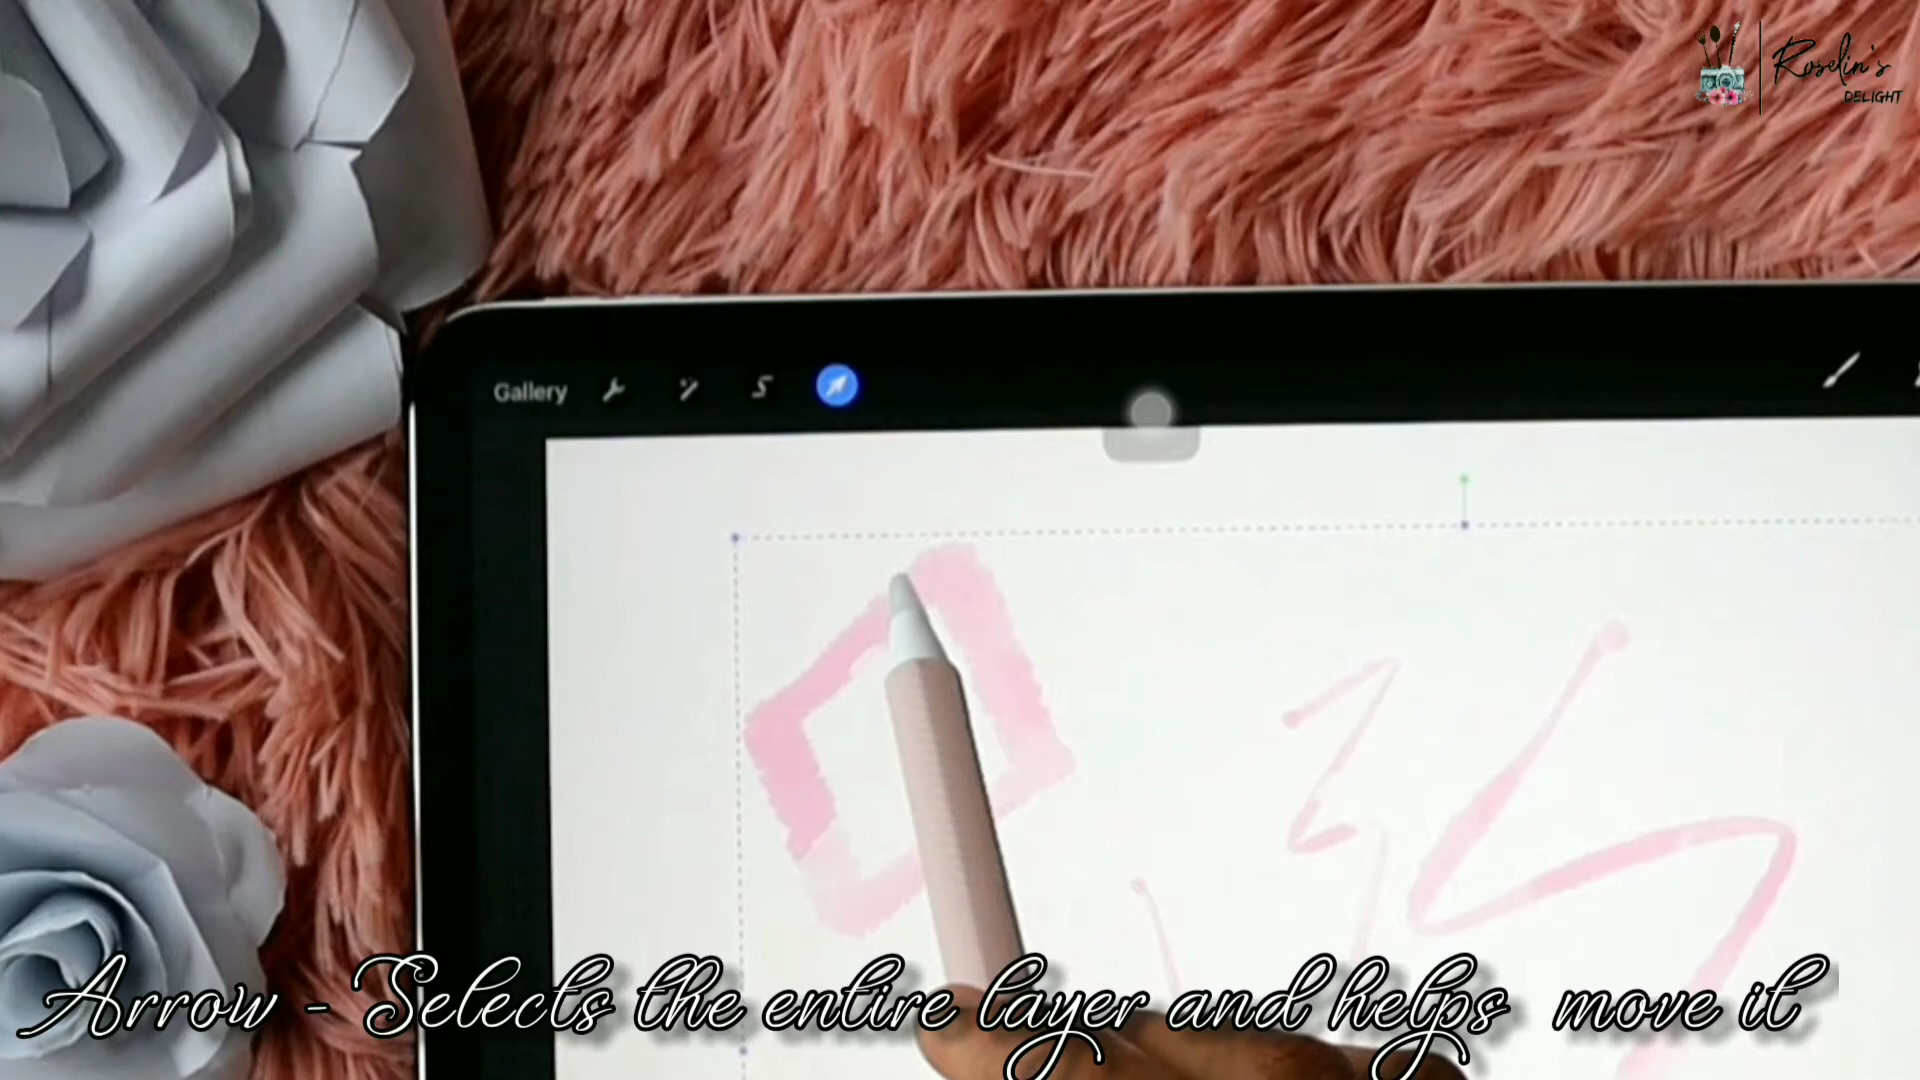 Roselin's
DELIGHT
Gallery
Arrow - Selects the entire layer and helps move it